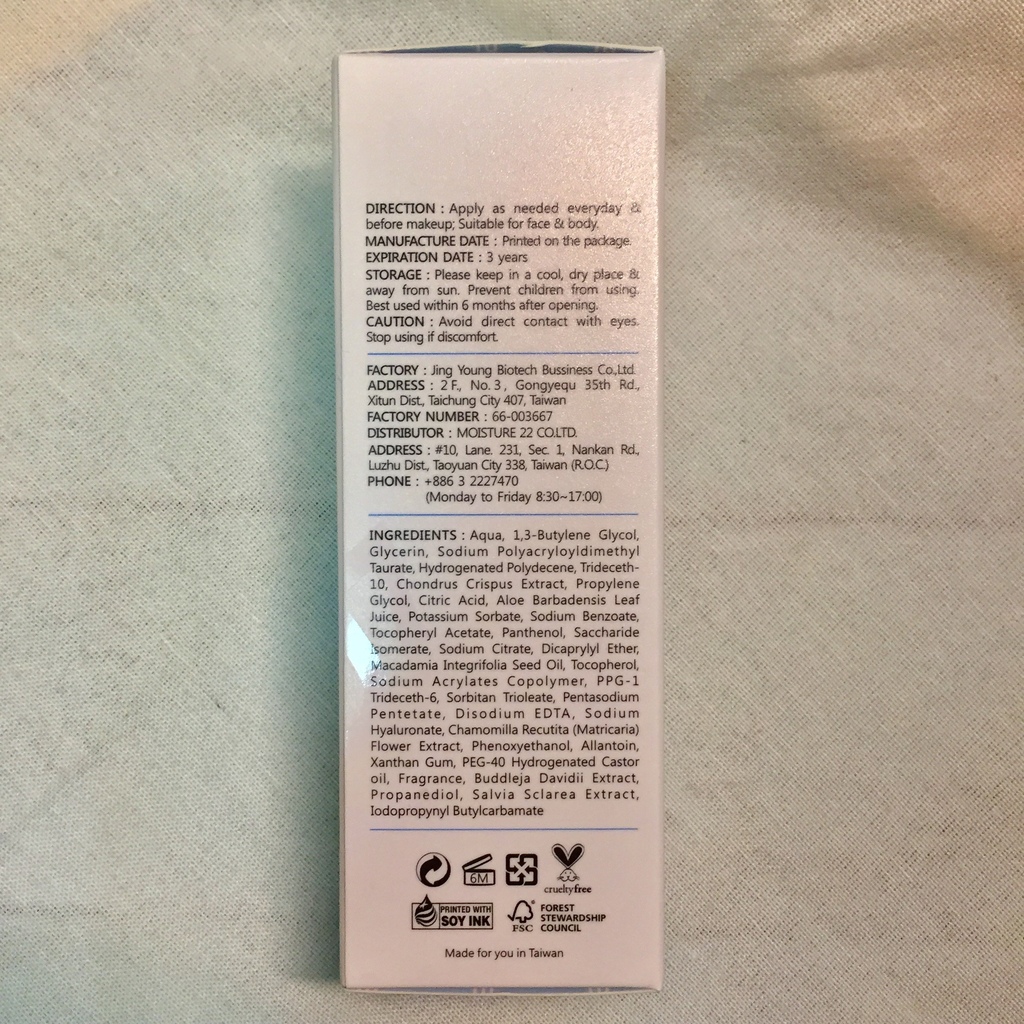 DIRECTION : Apply as needed everyday &
before makeup; Suitable for face & body.
MANUFACTURE DATE : Printed on the package.
EXPIRATION DATE : 3 years
STORAGE : Please keep in a cool, dry place &
away from sun. Prevent children from using.
Best used within 6 months after opening.
CAUTION : Avoid direct contact with eyes.
Stop using if discomfort.
FACTORY : Jing Young Biotech Bussiness Co.,Ltd.
ADDRESS : 2 F., No. 3 , Gongyequ 35th Rd.,
Xitun Dist., Taichung City 407, Taiwan
FACTORY NUMBER : 66-003667
DISTRIBUTOR : MOISTURE 22 CO.LTD.
ADDRESS : #10, Lane. 231, Sec. 1, Nankan Rd.,
Luzhu Dist., Taoyuan City 338, Taiwan (R.O.C.)
PHONE : +886 3 2227470
(Monday to Friday 8:30~17:00)
INGREDIENTS : Aqua, 1,3-Butylene Glycol,
Glycerin, Sodium Polyacryloyldimethyl
Taurate, Hydrogenated Polydecene, Trideceth-
10, Chondrus Crispus Extract, Propylene
Glycol, Citric Acid, Aloe Barbadensis Leaf
Juice, Potassium Sorbate, Sodium Benzoate,
Tocopheryl Acetate, Panthenol, Saccharide
Isomerate, Sodium Citrate, Dicaprylyl Ether,
Macadamia Integrifolia Seed Oil, Tocopherol,
Sodium Acrylates Copolymer, PPG-1
Trideceth-6, Sorbitan Trioleate, Pentasodium
Pentetate, Disodium EDTA, Sodium
Hyaluronate, Chamomilla Recutita (Matricaria)
Flower Extract, Phenoxyethanol, Allantoin,
Xanthan Gum, PEG-40 Hydrogenated Castor
oil, Fragrance, Buddleja Davidii Extract,
Propanediol, Salvia Sclarea Extract,
Iodopropynyl Butylcarbamate
6M
crueltyfree
PRINTED WITH
SOY INK
FSC
FOREST
STEWARDSHIP
COUNCIL
Made for you in Taiwan